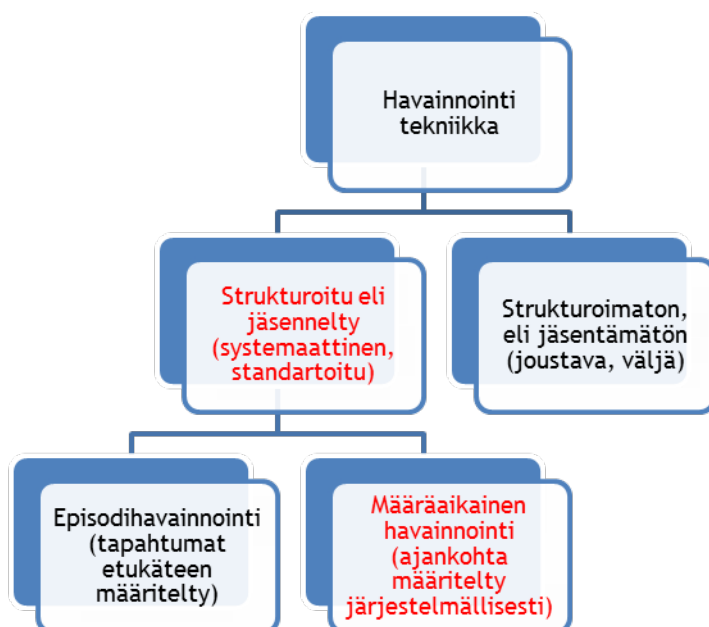 Havainnointi
tekniikka
Strukturoitu eli
jäsennelty
(systemaattinen,
standartoitu)
Strukturoimaton,
eli jäsentämätön
(joustava, väljä)
Episodihavainnointi
(tapahtumat
etukäteen
määritelty)
Määräaikainen
havainnointi
(ajankohta
määritelty
järjestelmällisesti)